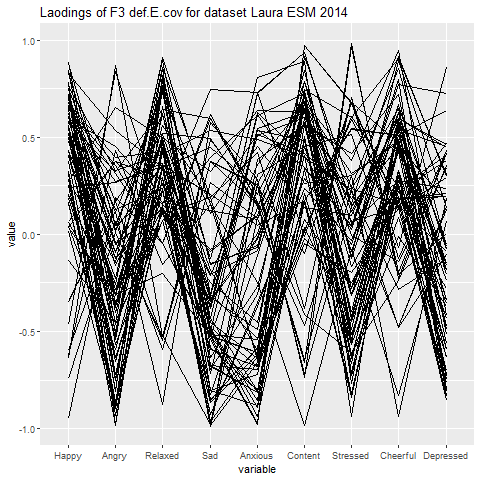 Laodings of F3 def.E.cov for dataset Laura ESM 2014
1.0
0.5
0.0
-0.5
-1.0
value
Happy Angry Relaxed Sad Anxious Content Stressed Cheerful Depressed
variable